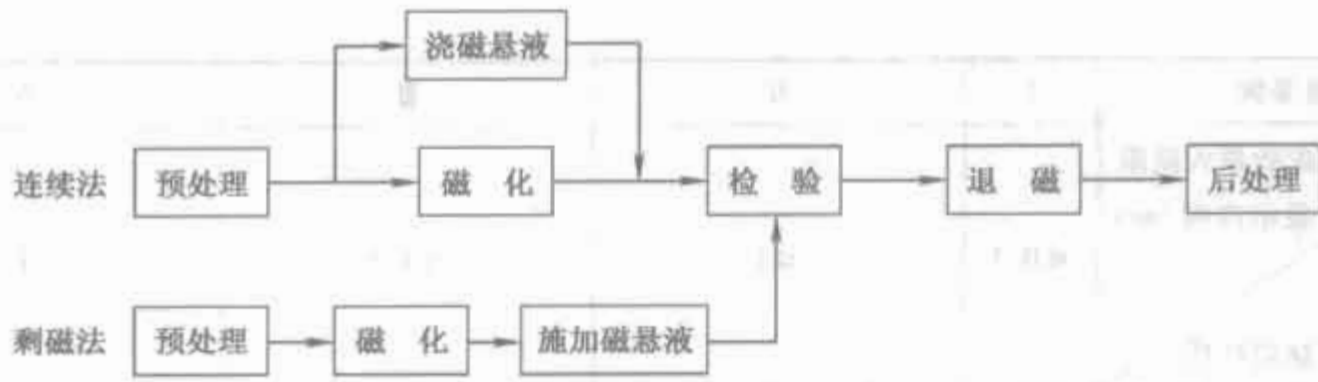 浇磁悬液
连续法 预处理 磁 化 检 验 退 磁 后处理
剩磁法 预处理 磁 化 施加磁悬液